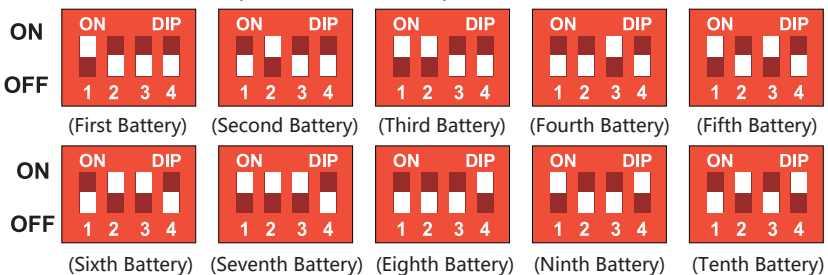 ON DIP ON DIP ON DIP ON DIP ON DIP
ON
OFF
1 2 3 4 1 2 3 4 1 2 3 4 1 2 3 4 1 2 3 4
(First Battery) (Second Battery) (Third Battery) (Fourth Battery) (Fifth Battery)
ON DIP ON DIP ON DIP ON DIP ON DIP
ON
OFF
1 2 3 4 1 2 3 4 1 2 3 4 1 2 3 4 1 2 3 4
(Sixth Battery) (Seventh Battery) (Eighth Battery) (Ninth Battery) (Tenth Battery)